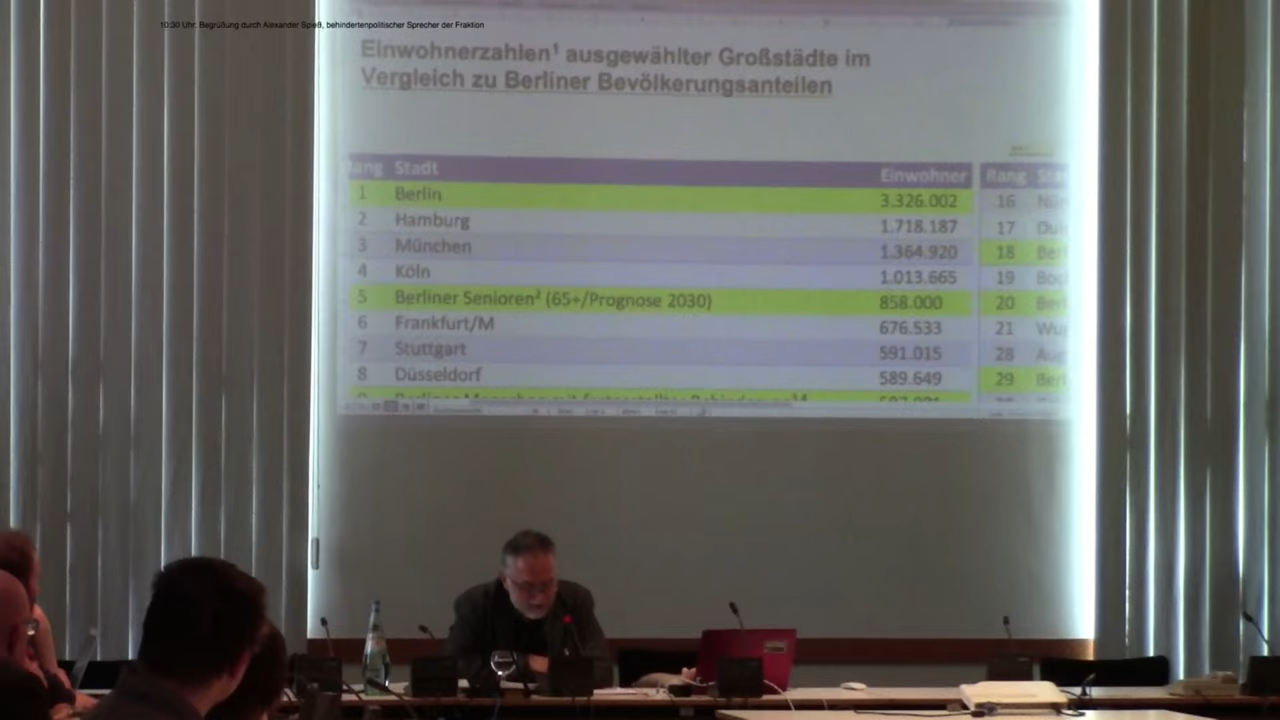 10:30 Uhr: Begrüßung durch Alexander Spieß, behindertenpolitischer Sprecher der Fraktion
Einwohnerzahlen¹ ausgewählter Großstädte im
Vergleich zu Berliner Bevölkerungsanteilen
Stadt Einwohner Rang
1 Berlin 3.326.002 16
2 Hamburg 1.718.187 17
3 München 1.364.920 18
4 Köln 1.013.665 19
5 Berliner Senioren² (65+/Prognose 2030) 858.000 20
6 Frankfurt/M 676.533 21
7 Stuttgart 591.015 28
8 Düsseldorf 589.649 29